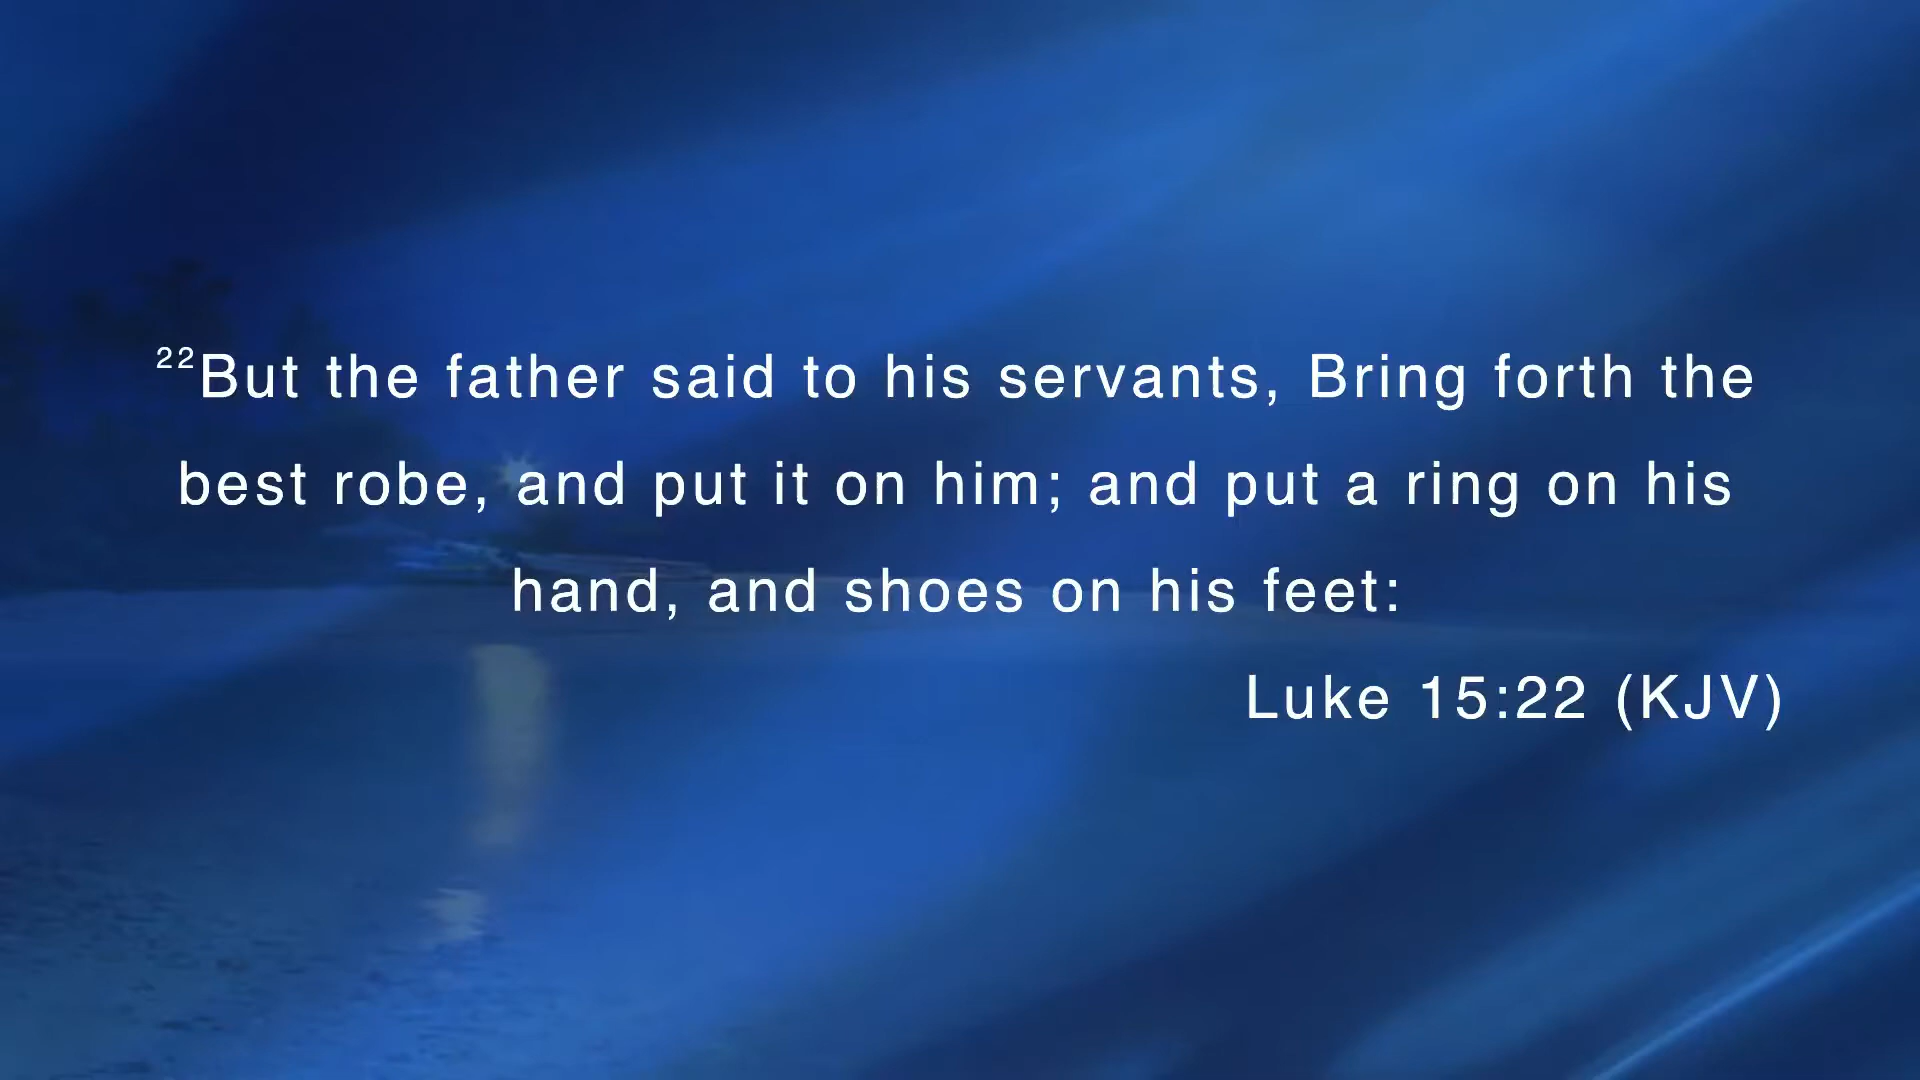 ²²But the father said to his servants, Bring forth the
best robe, and put it on him; and put a ring on his
hand, and shoes on his feet:
Luke 15:22 (KJV)